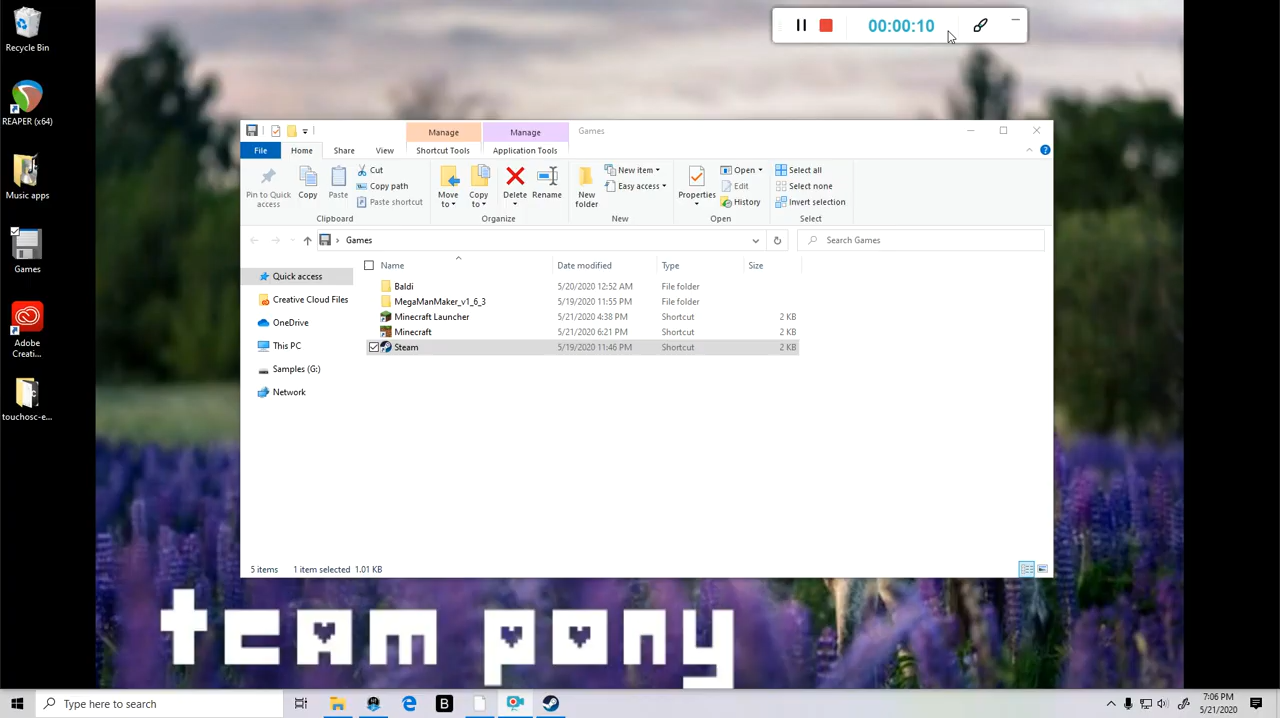 Recycle Bin
REAPER (x64)
Music apps
Games
Adobe
Creati...
touchosc-e...
00:00:10
Manage
Manage
Games
File
Home
Share
View
Shortcut Tools
Application Tools
Pin to Quick
access
Copy
Paste
Cut
Copy path
Paste shortcut
Clipboard
Move
to
Copy
to
Delete
Rename
Organize
New
folder
New item
Easy access
New
Properties
Open
Edit
History
Open
Select all
Select none
Invert selection
Select
Games
Search Games
Name
Date modified
Type
Size
Quick access
Creative Cloud Files
OneDrive
This PC
Samples (G:)
Network
Baldi 5/20/2020 12:52 AM File folder
MegaManMaker_v1_6_3 5/19/2020 11:55 PM File folder
Minecraft Launcher 5/21/2020 4:38 PM Shortcut 2 KB
Minecraft 5/21/2020 6:21 PM Shortcut 2 KB
Steam 5/19/2020 11:46 PM Shortcut 2 KB
5 items 1 item selected 1.01 KB
team pony
Type here to search
B
7:06 PM
5/21/2020